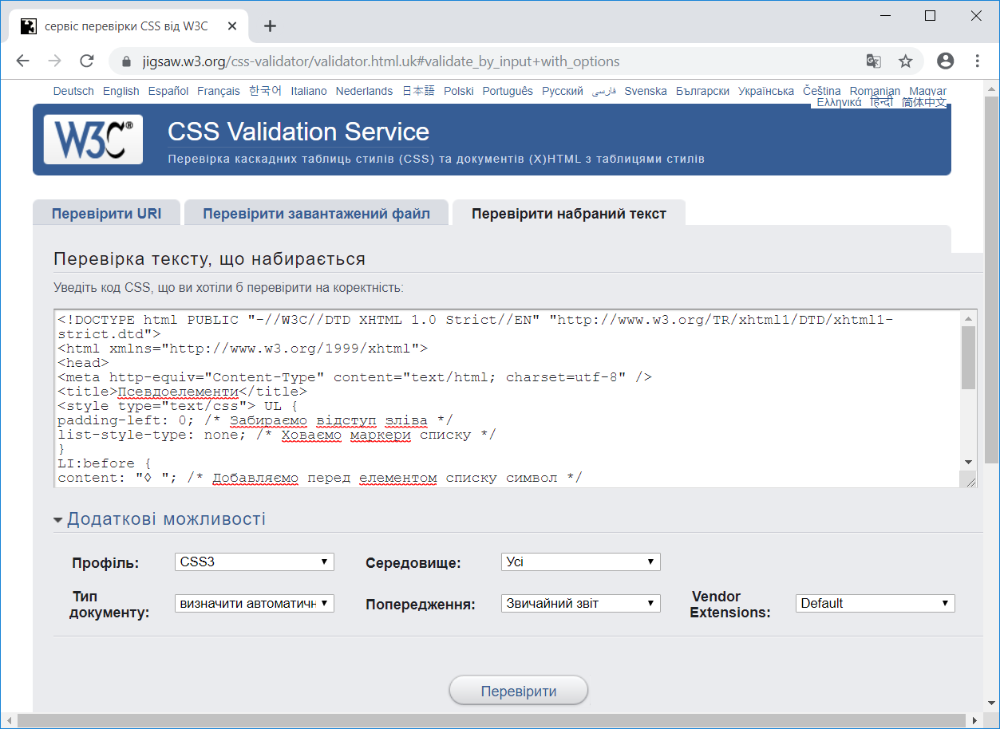 сервіс перевірки CSS від W3C
jigsaw.w3.org/css-validator/validator.html.uk#validate_by_input+with_options
Deutsch English Español Français 한국어 Italiano Nederlands 日本語 Polski Português Русский فارسی Svenska Български Українська Čeština Romanian Magyar
Ελληνικά हिन्दी 简体中文
W3C® CSS Validation Service
Перевірка каскадних таблиць стилів (CSS) та документів (X)HTML з таблицями стилів
Перевірити URI Перевірити завантажений файл Перевірити набраний текст
Перевірка тексту, що набирається
Уведіть код CSS, що ви хотіли б перевірити на коректність:
<!DOCTYPE html PUBLIC "-//W3C//DTD XHTML 1.0 Strict//EN" "http://www.w3.org/TR/xhtml1/DTD/xhtml1-
strict.dtd">
<html xmlns="http://www.w3.org/1999/xhtml">
<head>
<meta http-equiv="Content-Type" content="text/html; charset=utf-8" />
<title>Псевдоелементи</title>
<style type="text/css"> UL {
padding-left: 0; /* Забираємо відступ зліва */
list-style-type: none; /* Ховаємо маркери списку */
}
LI:before {
content: "◊ "; /* Добавляємо перед елементом списку символ */
Додаткові можливості
Профіль: CSS3 Середовище: Усі
Тип документу: визначити автоматичн Попередження: Звичайний звіт Vendor Extensions: Default
Перевірити